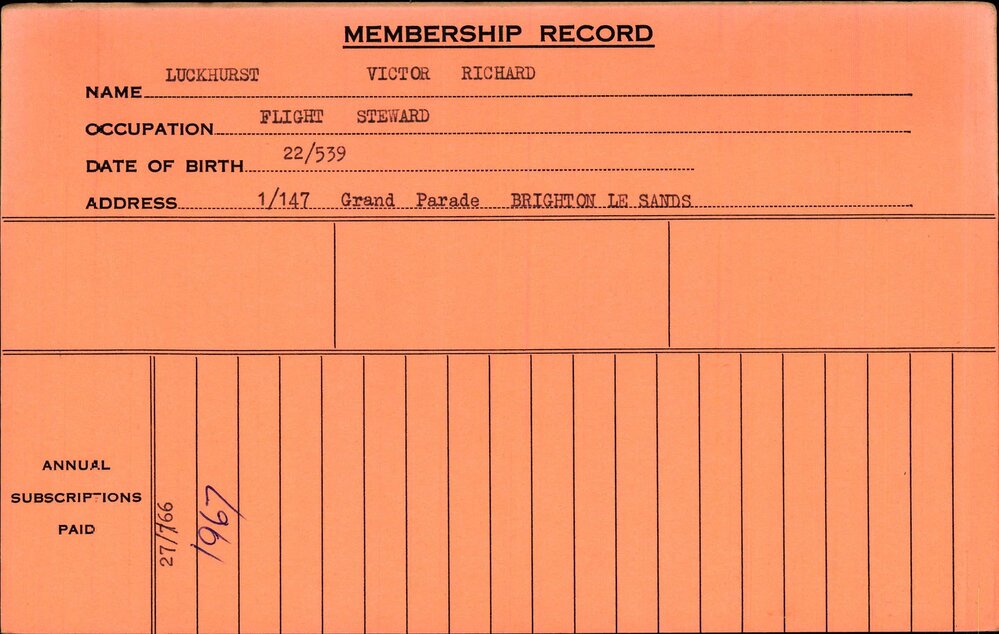 MEMBERSHIP RECORD
NAME LUCKHURST VICTOR RICHARD
OCCUPATION FLIGHT STEWARD
DATE OF BIRTH 22/539
ADDRESS 1/147 Grand Parade BRIGHTON LE SANDS
ANNUAL
SUBSCRIPTIONS
PAID
27/7/66
1967